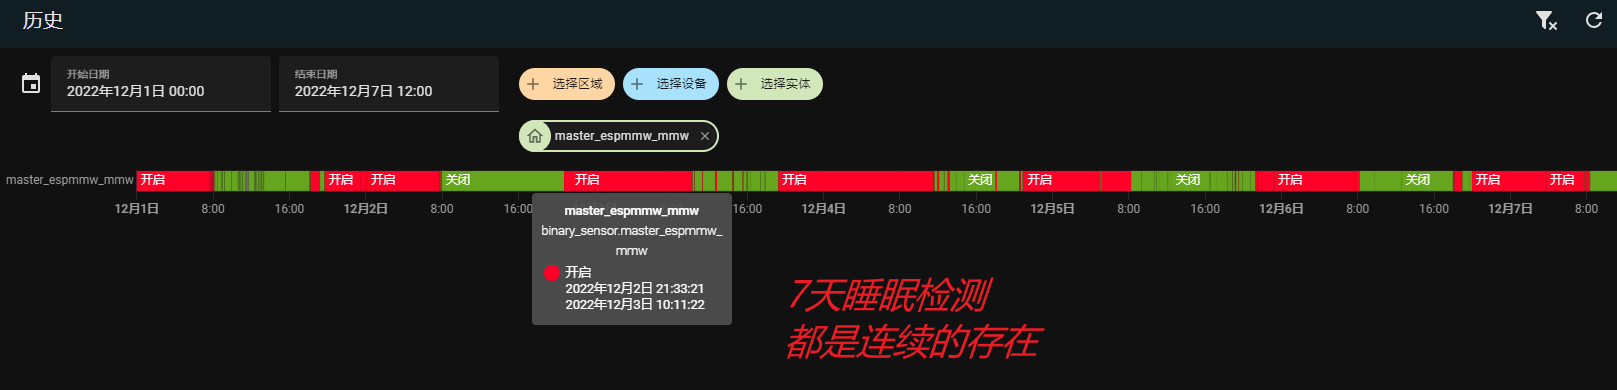 历史
开始日期
2022年12月1日 00:00
结束日期
2022年12月7日 12:00
选择区域
选择设备
选择实体
master_espmmw_mmw
master_espmmw_mmw
开启
开启
开启
关闭
开启
开启
关闭
开启
关闭
开启
关闭
开启
开启
12月1日
8:00
16:00
12月2日
8:00
16:00
16:00
12月4日
8:00
16:00
12月5日
8:00
16:00
12月6日
8:00
16:00
12月7日
8:00
master_espmmw_mmw
binary_sensor.master_espmmw_
mmw
开启
2022年12月2日 21:33:21
2022年12月3日 10:11:22
7天睡眠检测
都是连续的存在